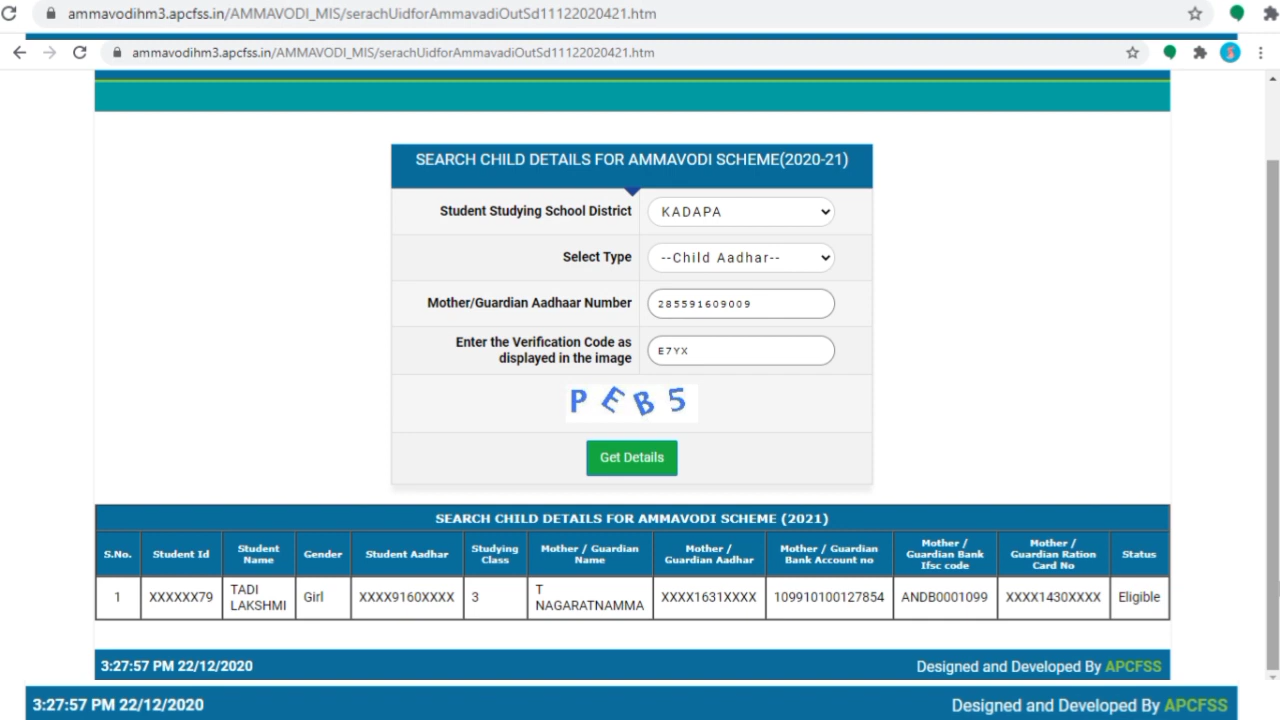 ammavodihm3.apcfss.in/AMMAVODI_MIS/serachUidforAmmavadiOutSd11122020421.htm
ammavodihm3.apcfss.in/AMMAVODI_MIS/serachUidforAmmavadiOutSd11122020421.htm
SEARCH CHILD DETAILS FOR AMMAVODI SCHEME(2020-21)
Student Studying School District KADAPA
Select Type --Child Aadhar--
Mother/Guardian Aadhaar Number 285591609009
Enter the Verification Code as
displayed in the image E7YX
P E B 5
Get Details
SEARCH CHILD DETAILS FOR AMMAVODI SCHEME (2021)
S.No. Student Id Student Name Gender Student Aadhar Studying Class Mother / Guardian Name Mother / Guardian Aadhar Mother / Guardian Bank Account no Mother / Guardian Bank Ifsc code Mother / Guardian Ration Card No Status
1 XXXXXX79 TADI LAKSHMI Girl XXXX9160XXXX 3 T NAGARATNAMMA XXXX1631XXXX 109910100127854 ANDB0001099 XXXX1430XXXX Eligible
3:27:57 PM 22/12/2020 Designed and Developed By APCFSS
3:27:57 PM 22/12/2020 Designed and Developed By APCFSS